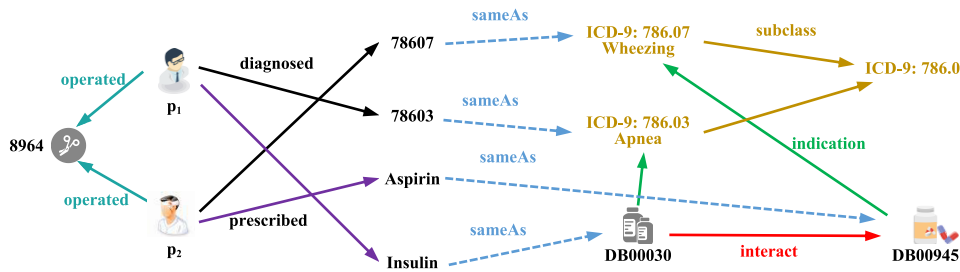 sameAs
78607
ICD-9: 786.07
Wheezing
subclass
diagnosed
operated
p1
ICD-9: 786.0
sameAs
78603
ICD-9: 786.03
Apnea
8964
sameAs
indication
Aspirin
operated
prescribed
p2
sameAs
Insulin
DB00030
interact
DB00945